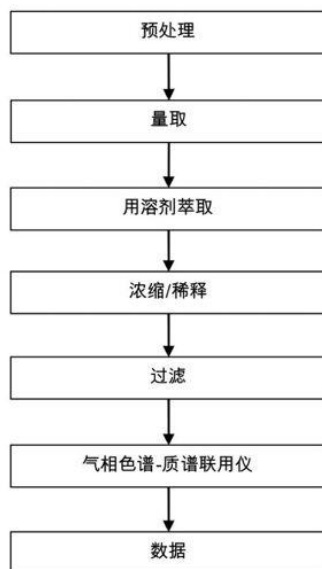 预处理
量取
用溶剂萃取
浓缩/稀释
过滤
气相色谱-质谱联用仪
数据